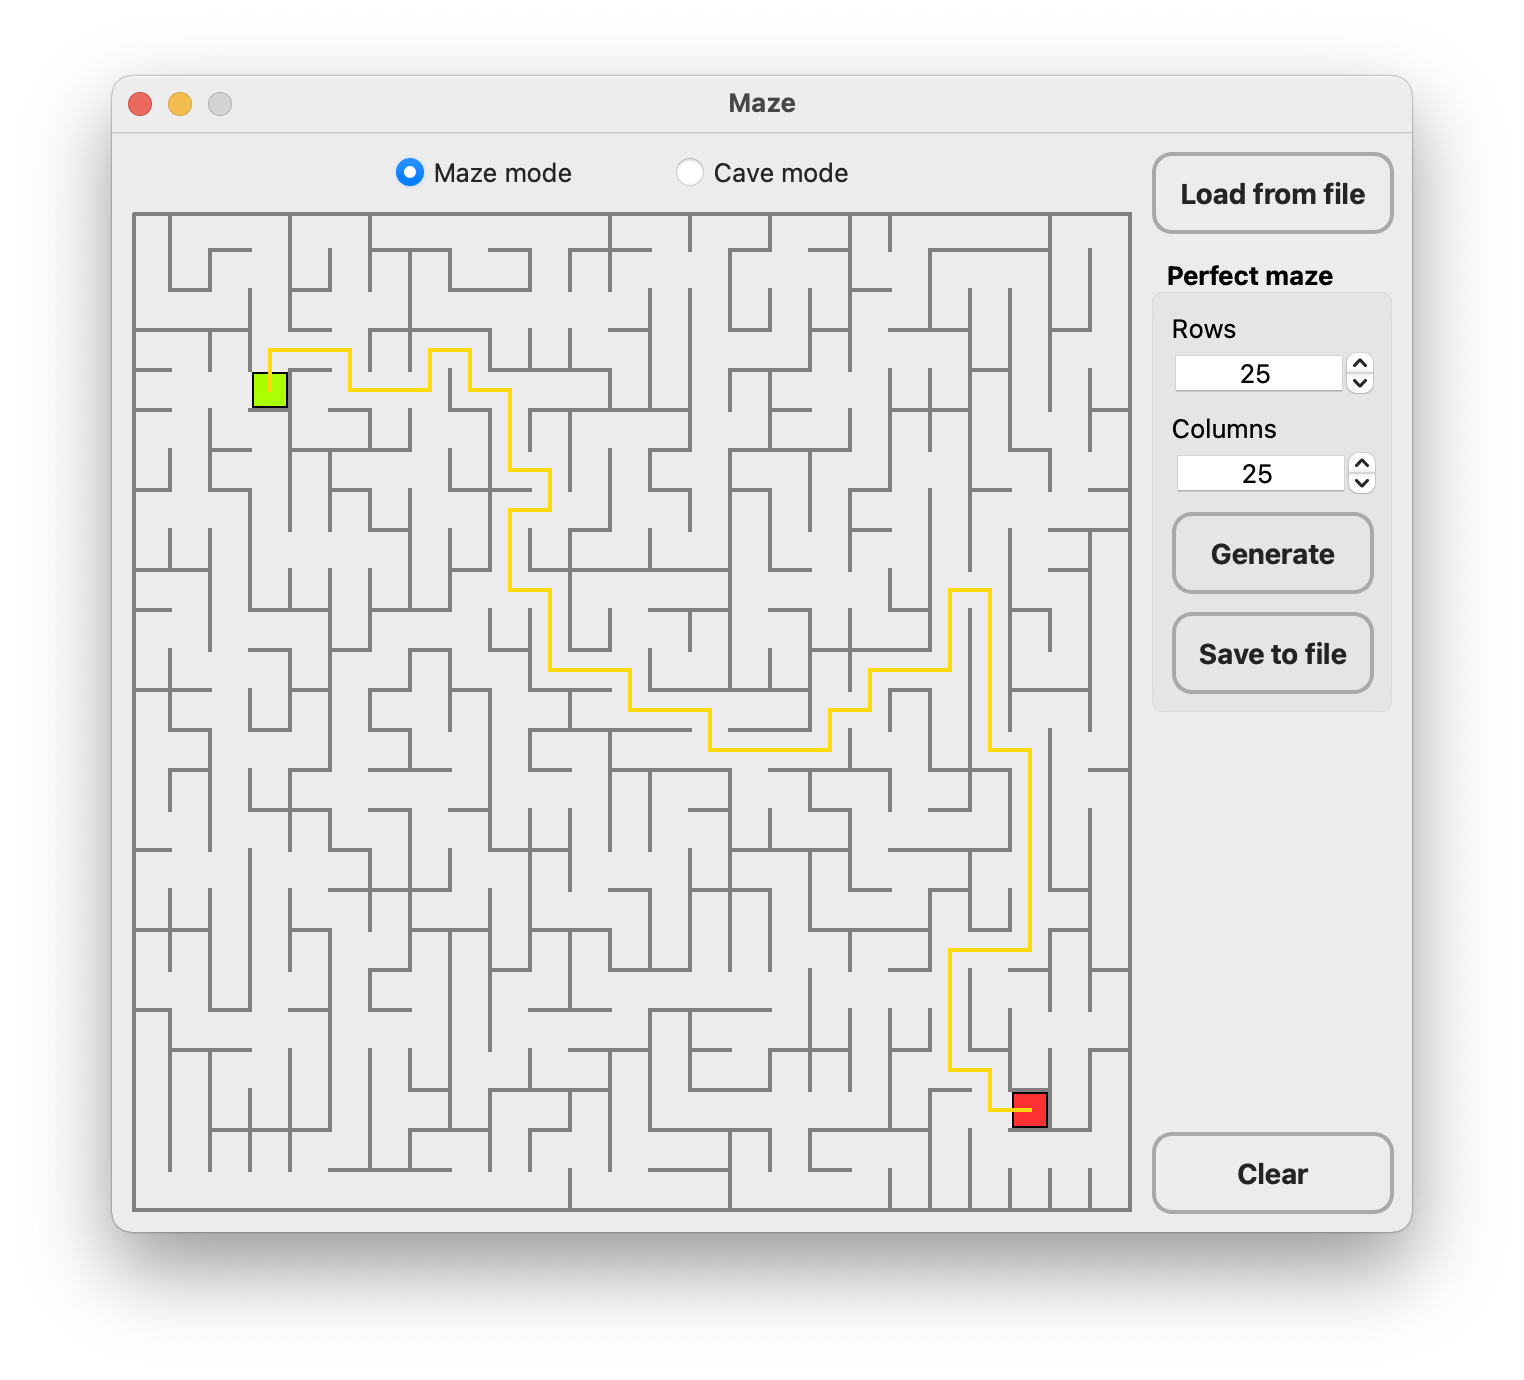 Maze
Maze mode
Cave mode
Load from file
Perfect maze
Rows
25
Columns
25
Generate
Save to file
Clear